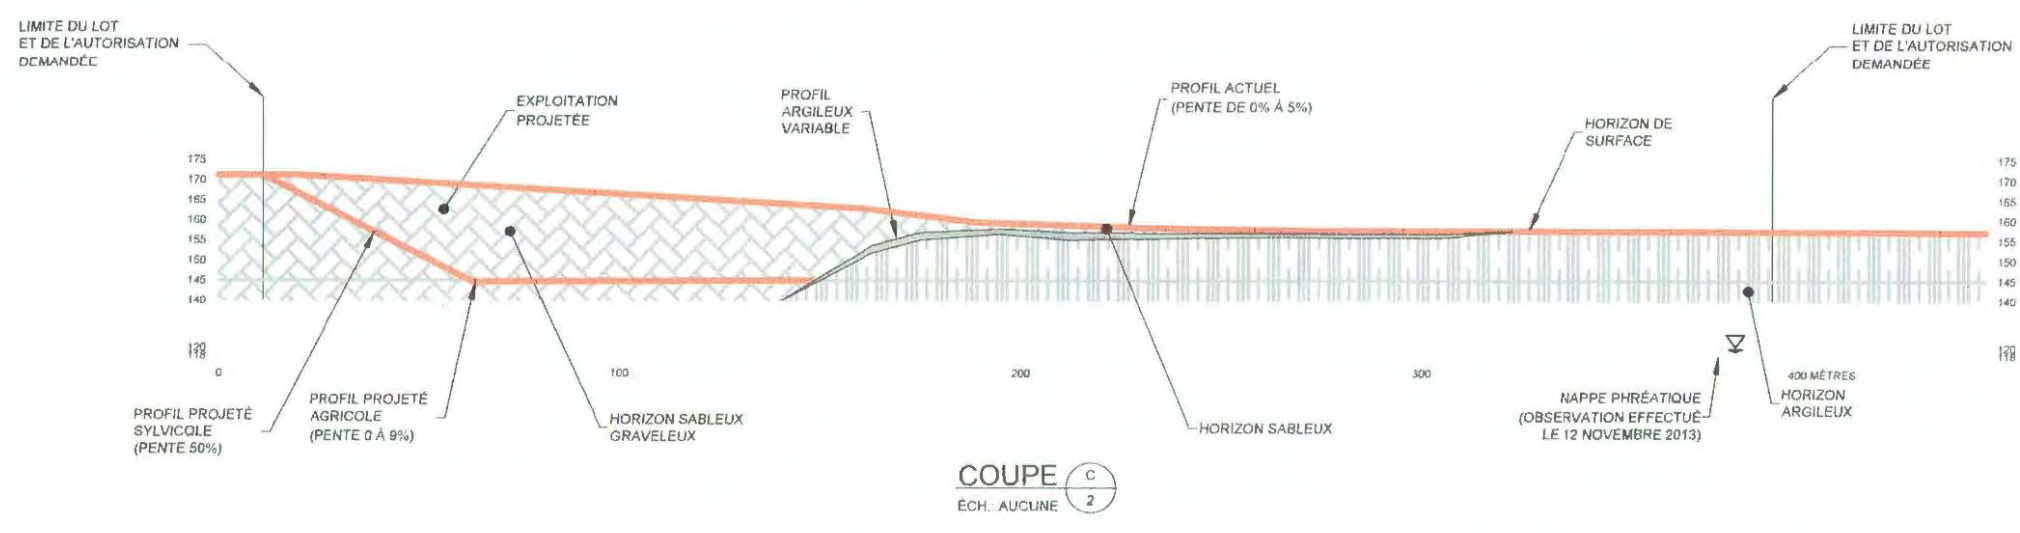 LIMITE DU LOT
ET DE L'AUTORISATION
DEMANDÉE
EXPLOITATION
PROJETÉE
PROFIL
ARGILEUX
VARIABLE
PROFIL ACTUEL
(PENTE DE 0% À 5%)
HORIZON DE
SURFACE
LIMITE DU LOT
ET DE L'AUTORISATION
DEMANDÉE
175
170
165
160
155
150
145
140
120
118
175
170
165
160
155
150
145
140
120
118
0
100
200
300
400 MÈTRES
PROFIL PROJETÉ
SYLVICOLE
(PENTE 50%)
PROFIL PROJETÉ
AGRICOLE
(PENTE 0 À 9%)
HORIZON SABLEUX
GRAVELEUX
HORIZON SABLEUX
NAPPE PHRÉATIQUE
(OBSERVATION EFFECTUÉ
LE 12 NOVEMBRE 2013)
HORIZON
ARGILEUX
COUPE
C
2
ÉCH.: AUCUNE